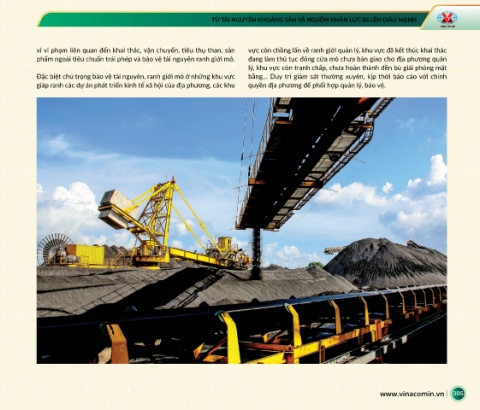 TỪ TÀI NGUYÊN KHOÁNG SẢN VÀ NGUỒN NHÂN LỰC ĐI LÊN GIÀU MẠNH
vi vi phạm liên quan đến khai thác, vận chuyển, tiêu thụ than, sản
phẩm ngoài tiêu chuẩn trái phép và bảo vệ tài nguyên ranh giới mỏ.
Đặc biệt chú trọng bảo vệ tài nguyên, ranh giới mỏ ở những khu vực
giáp ranh các dự án phát triển kinh tế xã hội của địa phương, các khu
vực còn chồng lấn về ranh giới quản lý, khu vực đã kết thúc khai thác
đang làm thủ tục đóng cửa mỏ chưa bàn giao cho địa phương quản
lý, khu vực còn tranh chấp, chưa hoàn thành đền bù giải phóng mặt
bằng... Duy trì giám sát thường xuyên, kịp thời báo cáo với chính
quyền địa phương để phối hợp quản lý, bảo vệ.
www.vinacomin.vn | 305